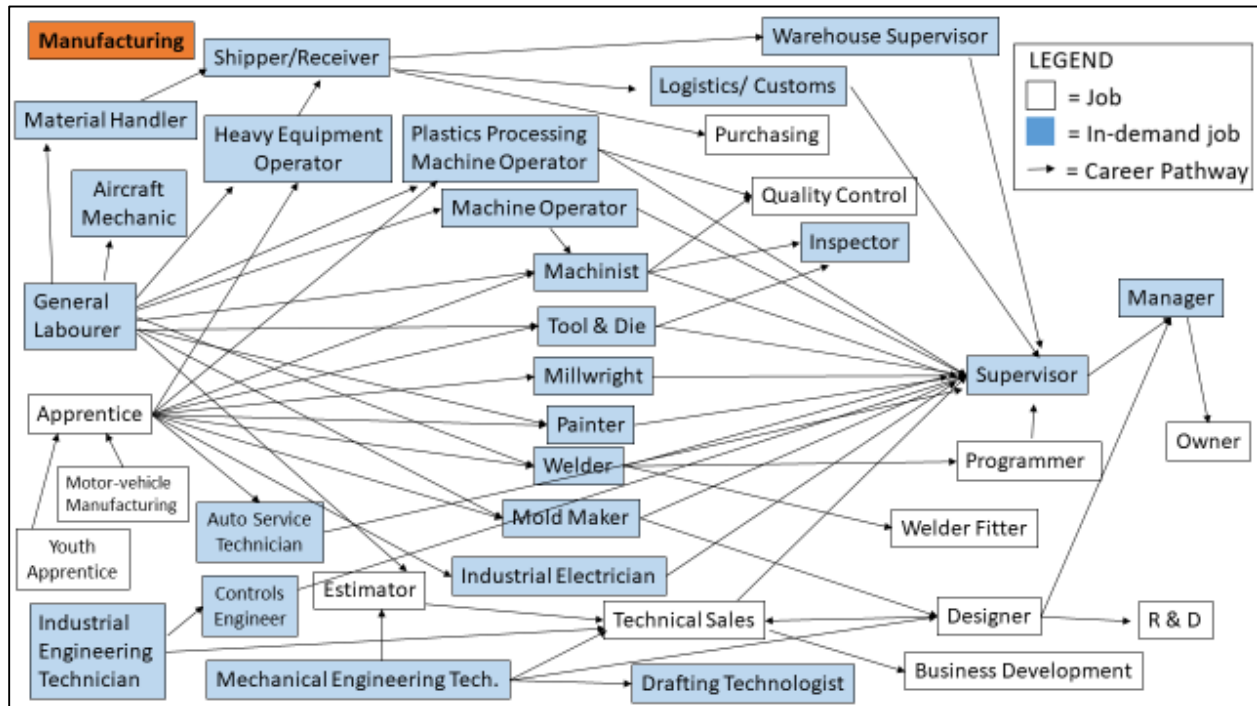 Manufacturing
Shipper/Receiver
Warehouse Supervisor
LEGEND
= Job
= In-demand job
= Career Pathway
Material Handler
Heavy Equipment
Operator
Plastics Processing
Machine Operator
Logistics/ Customs
Purchasing
Aircraft
Mechanic
Machine Operator
Quality Control
Inspector
General
Labourer
Machinist
Manager
Tool & Die
Millwright
Supervisor
Apprentice
Painter
Owner
Welder
Programmer
Motor-vehicle
Manufacturing
Auto Service
Technician
Mold Maker
Welder Fitter
Youth
Apprentice
Industrial Electrician
Controls
Engineer
Estimator
Technical Sales
Designer
R & D
Industrial
Engineering
Technician
Mechanical Engineering Tech.
Drafting Technologist
Business Development